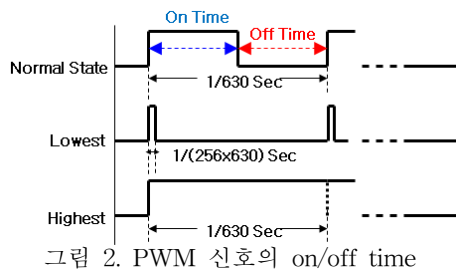 On Time
Off Time
Normal State
1/630 Sec
Lowest
1/(256x630) Sec
Highest
1/630 Sec
그림 2. PWM 신호의 on/off time